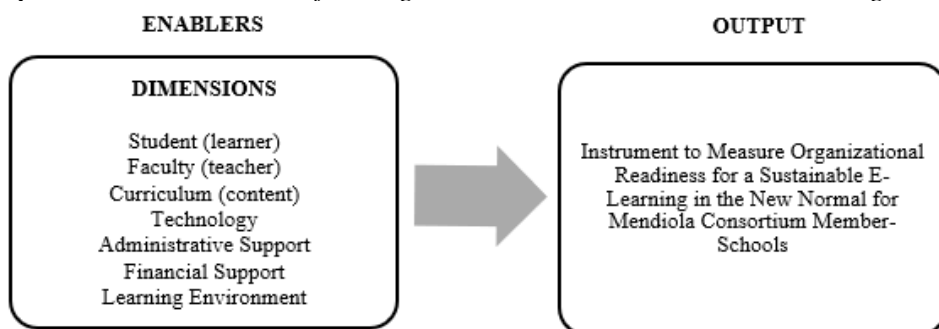 ENABLERS
DIMENSIONS
Student (learner)
Faculty (teacher)
Curriculum (content)
Technology
Administrative Support
Financial Support
Learning Environment
OUTPUT
Instrument to Measure Organizational
Readiness for a Sustainable E-
Learning in the New Normal for
Mendiola Consortium Member-
Schools